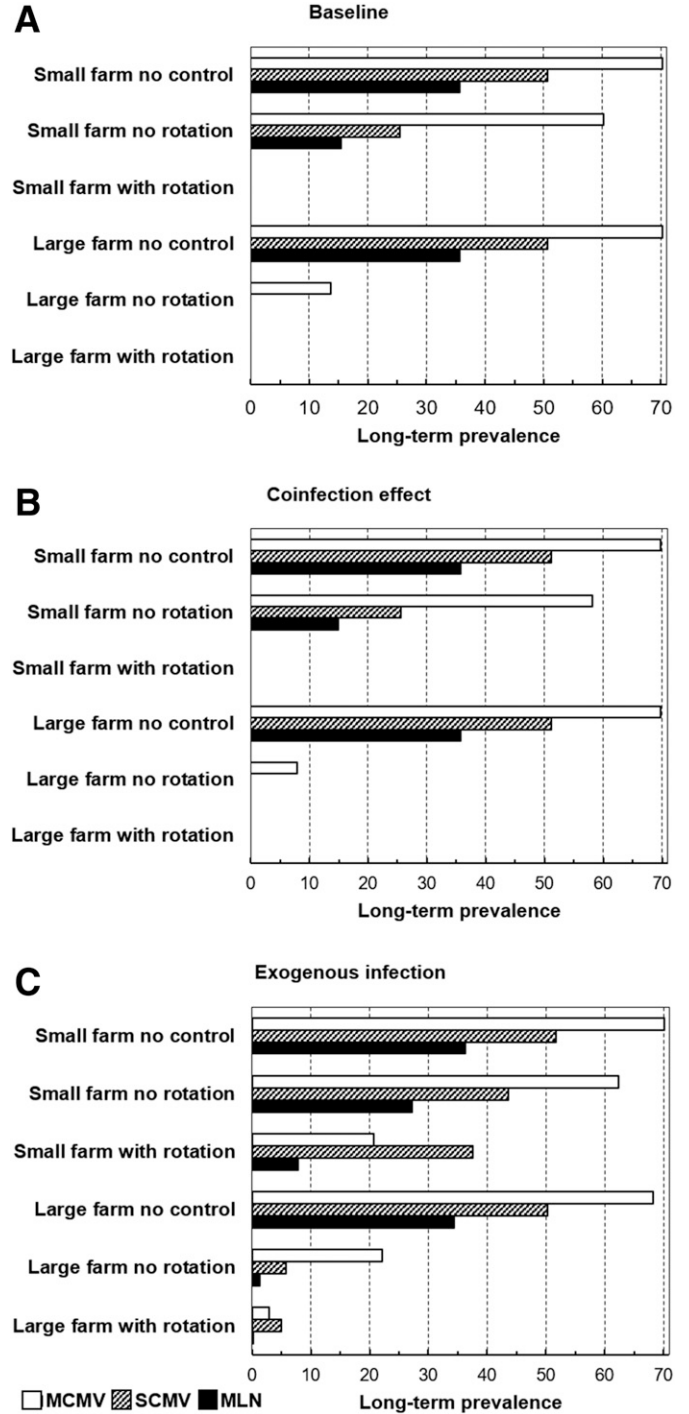 A
Baseline
Small farm no control
Small farm no rotation
Small farm with rotation
Large farm no control
Large farm no rotation
Large farm with rotation
0 10 20 30 40 50 60 70
Long-term prevalence
B
Coinfection effect
Small farm no control
Small farm no rotation
Small farm with rotation
Large farm no control
Large farm no rotation
Large farm with rotation
0 10 20 30 40 50 60 70
Long-term prevalence
C
Exogenous infection
Small farm no control
Small farm no rotation
Small farm with rotation
Large farm no control
Large farm no rotation
Large farm with rotation
0 10 20 30 40 50 60 70
Long-term prevalence
MCMV SCMV MLN